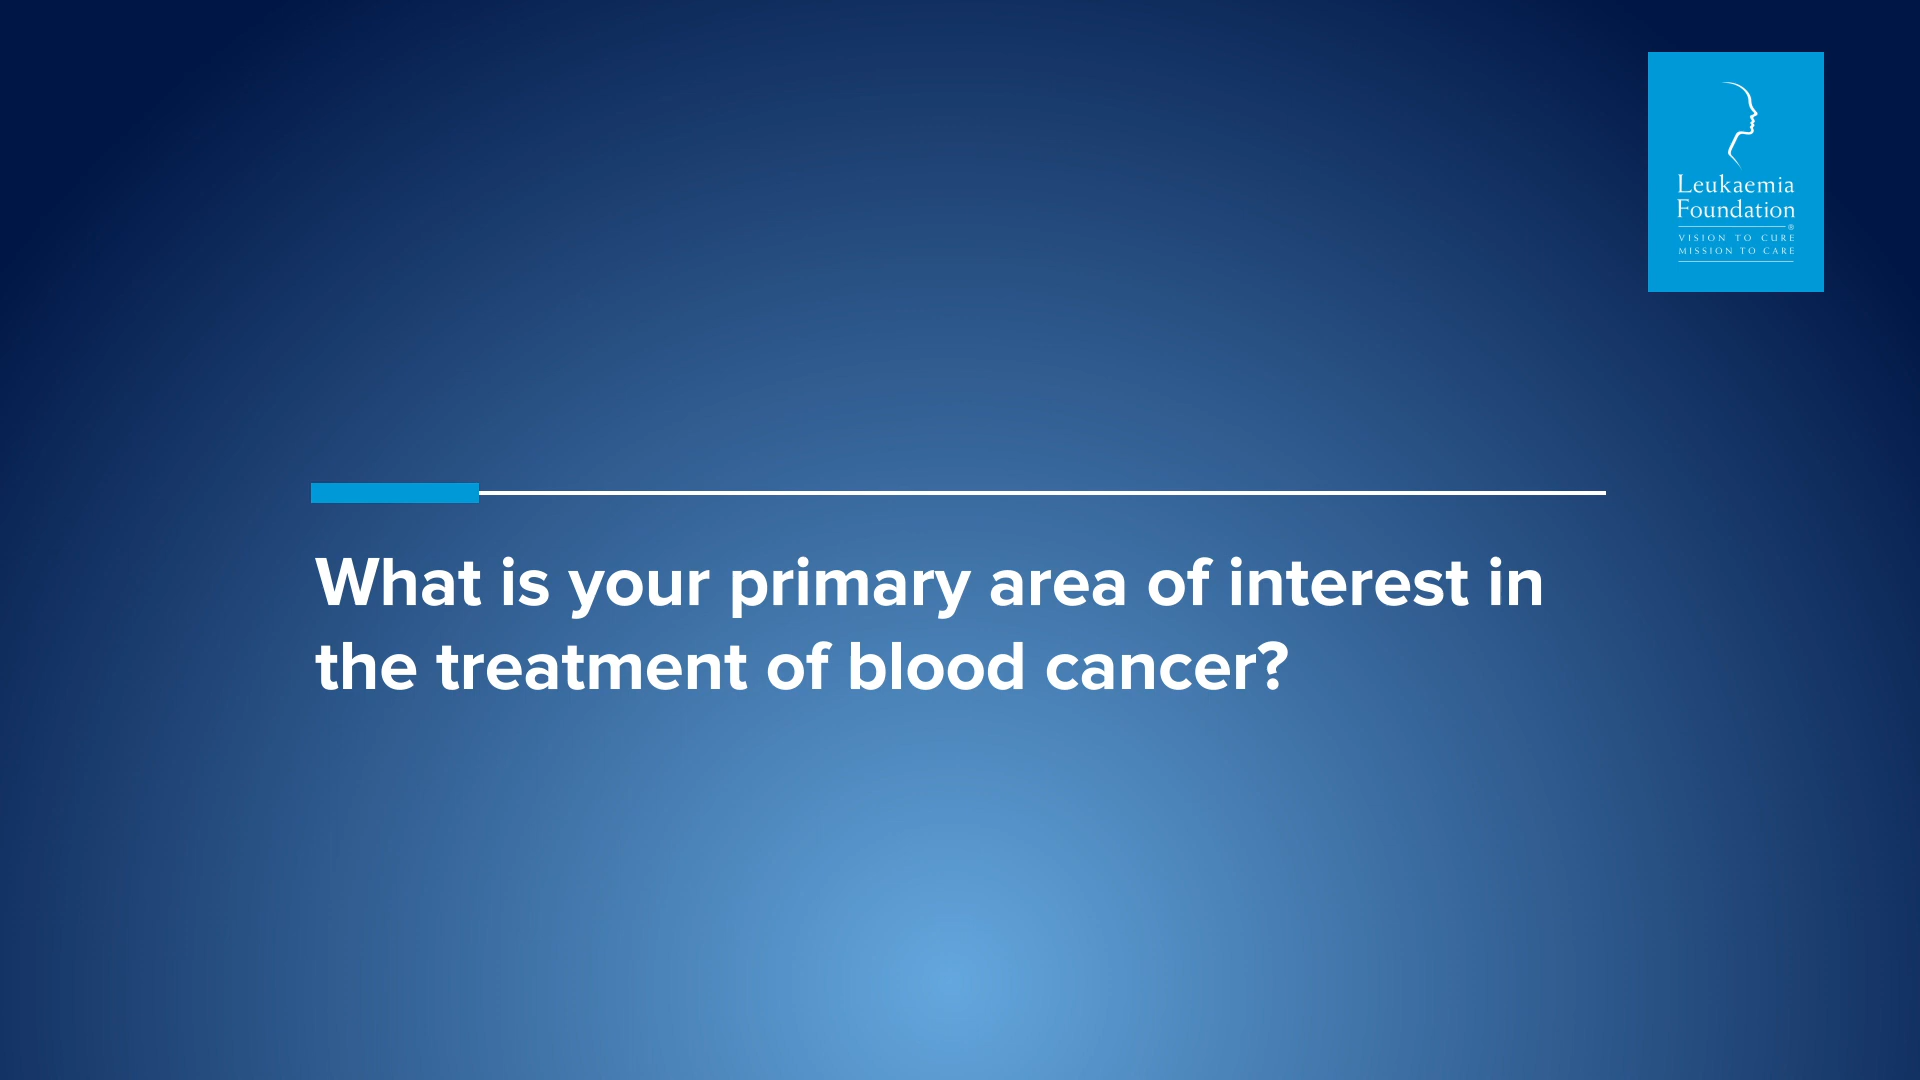 Leukaemia
Foundation
®
VISION TO CURE
MISSION TO CARE
What is your primary area of interest in
the treatment of blood cancer?